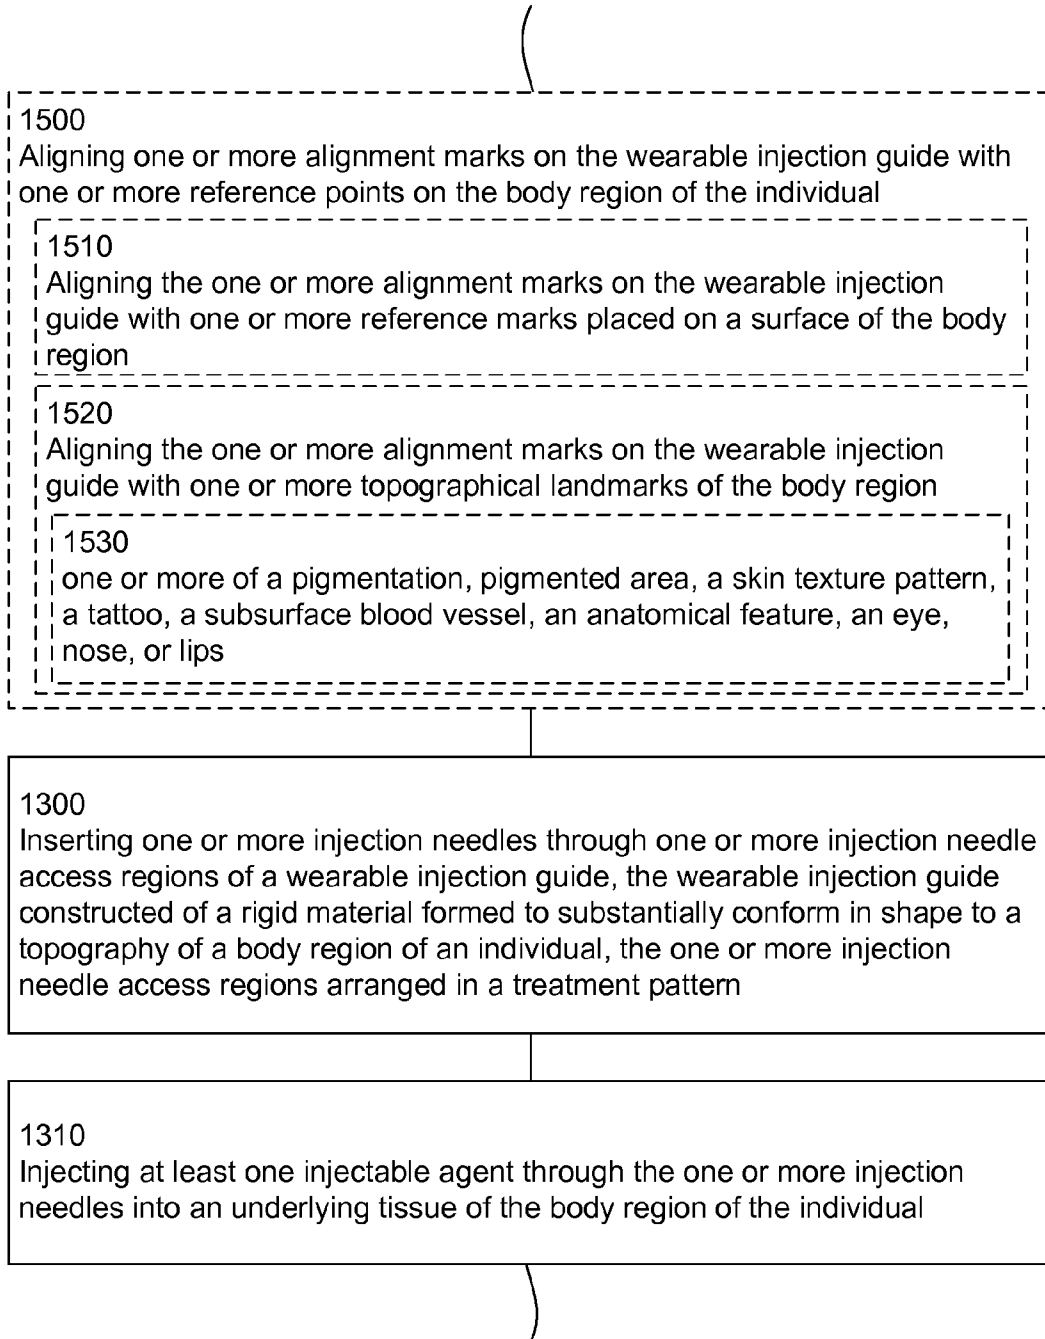 1500
Aligning one or more alignment marks on the wearable injection guide with
one or more reference points on the body region of the individual
1510
Aligning the one or more alignment marks on the wearable injection
guide with one or more reference marks placed on a surface of the body
region
1520
Aligning the one or more alignment marks on the wearable injection
guide with one or more topographical landmarks of the body region
1530
one or more of a pigmentation, pigmented area, a skin texture pattern,
a tattoo, a subsurface blood vessel, an anatomical feature, an eye,
nose, or lips
1300
Inserting one or more injection needles through one or more injection needle
access regions of a wearable injection guide, the wearable injection guide
constructed of a rigid material formed to substantially conform in shape to a
topography of a body region of an individual, the one or more injection
needle access regions arranged in a treatment pattern
1310
Injecting at least one injectable agent through the one or more injection
needles into an underlying tissue of the body region of the individual